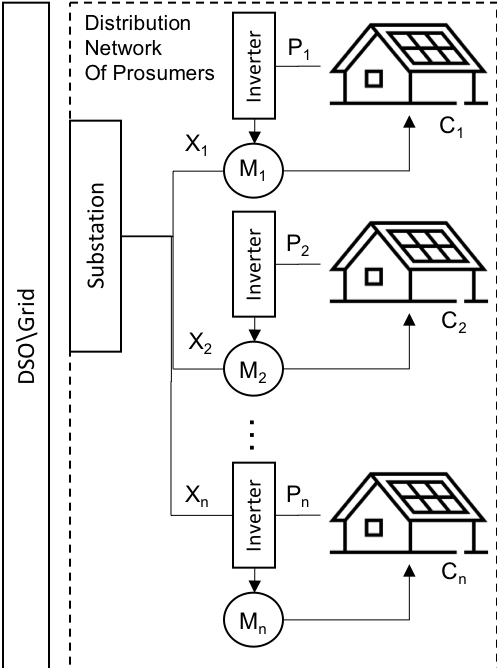 Distribution
Network
Of Prosumers
Inverter
P1
X1
M1
C1
Substation
Inverter
P2
X2
M2
C2
DSO\Grid
...
Inverter
Xn
Pn
Mn
Cn